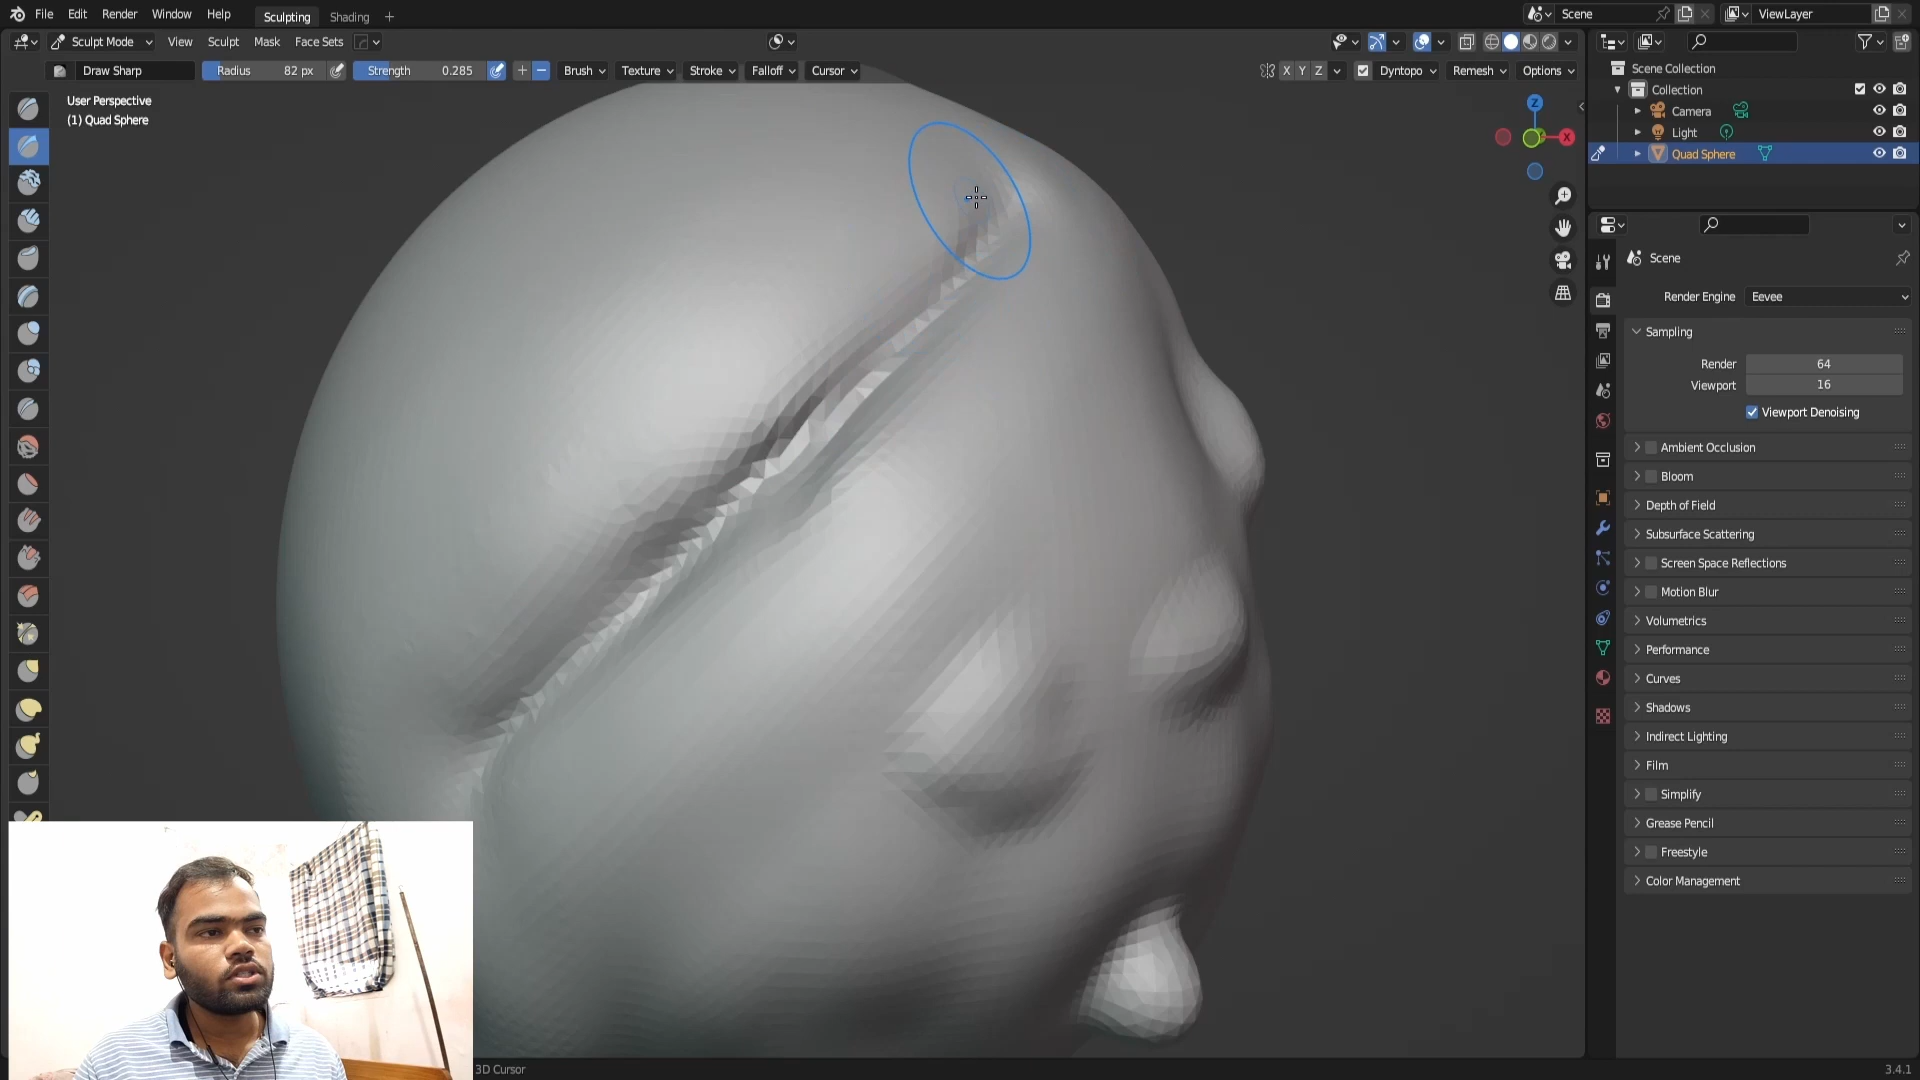 File Edit Render Window Help Sculpting Shading + Scene ViewLayer
Sculpt Mode View Sculpt Mask Face Sets
Draw Sharp Radius 82 px Strength 0.285 Brush Texture Stroke Falloff Cursor X Y Z Dyntopo Remesh Options
User Perspective
(1) Quad Sphere
Z
X
Scene Collection
Collection
Camera
Light
Quad Sphere
Scene
Render Engine Eevee
Sampling
Render 64
Viewport 16
Viewport Denoising
Ambient Occlusion
Bloom
Depth of Field
Subsurface Scattering
Screen Space Reflections
Motion Blur
Volumetrics
Performance
Curves
Shadows
Indirect Lighting
Film
Simplify
Grease Pencil
Freestyle
Color Management
3D Cursor
3.4.1